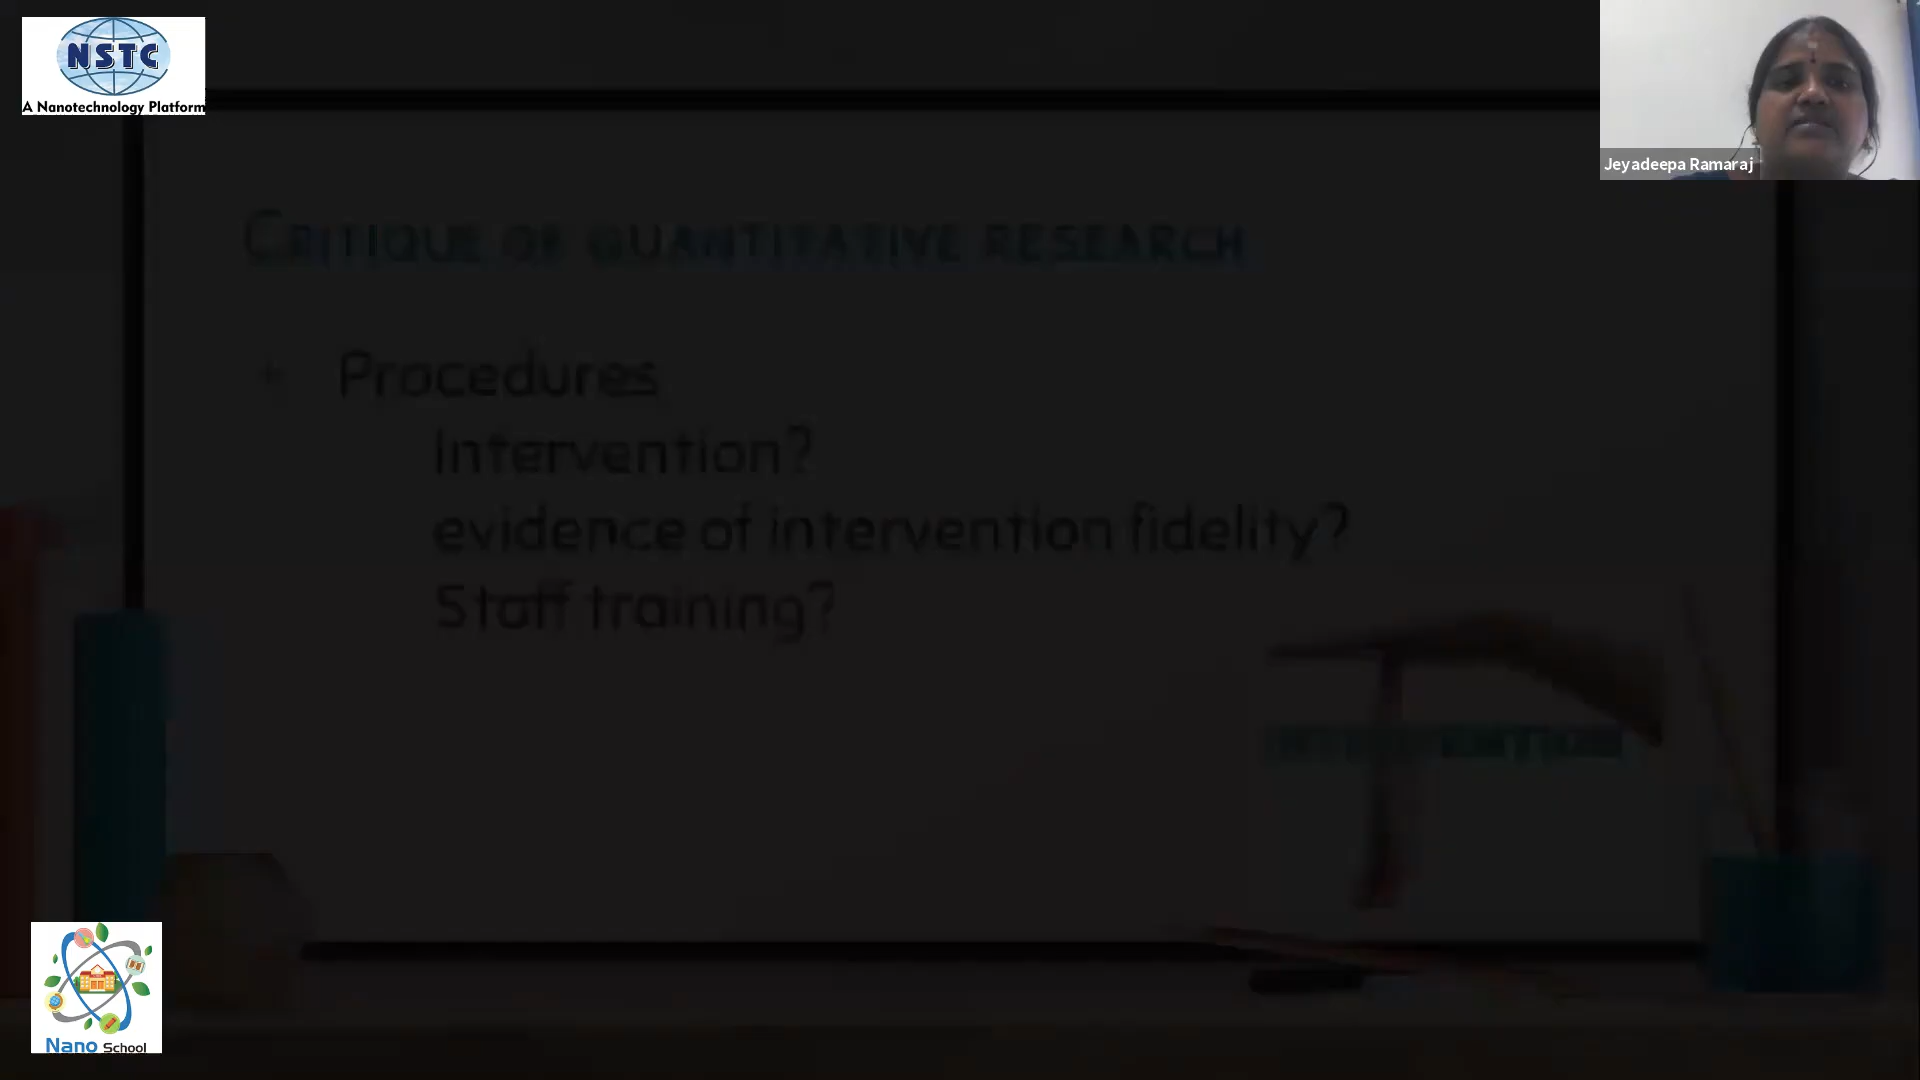 NSTC
A Nanotechnology Platform
Jeyadeepa Ramaraj
CRITIQUE OF QUANTITATIVE RESEARCH
+ Procedures
Intervention?
evidence of intervention fidelity?
Staff training?
INTERVENTION
Nano School